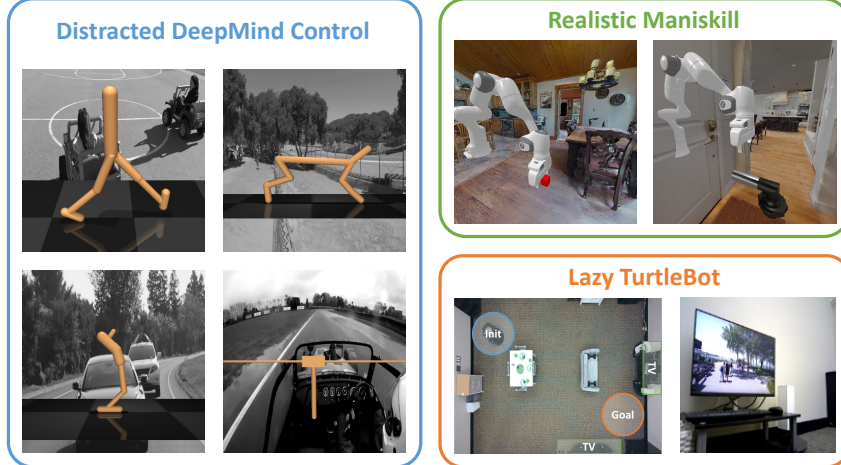 Distracted DeepMind Control
Realistic Maniskill
Lazy TurtleBot
Init
TV
Goal
TV